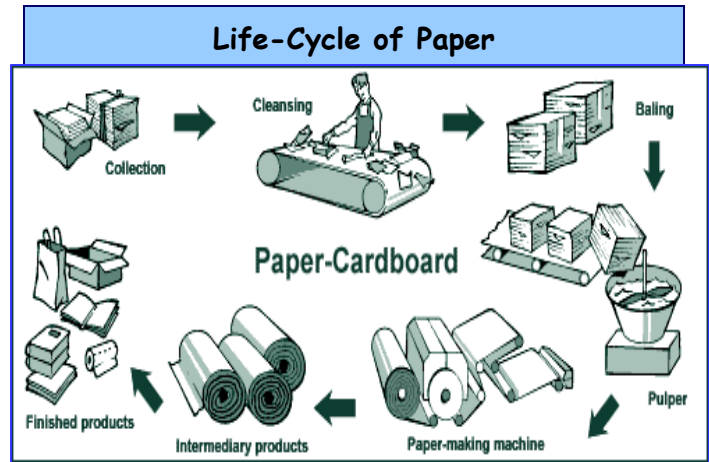 Life-Cycle of Paper
Collection
Cleansing
Baling
Paper-Cardboard
Pulper
Paper-making machine
Intermediary products
Finished products